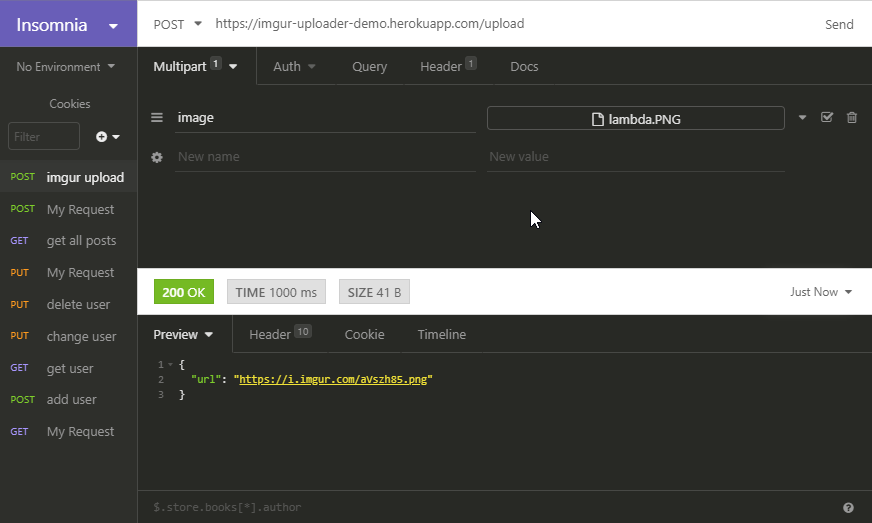 Insomnia
POST https://imgur-uploader-demo.herokuapp.com/upload Send
No Environment
Cookies
Filter
POST imgur upload
POST My Request
GET get all posts
PUT My Request
PUT delete user
PUT change user
GET get user
POST add user
GET My Request
Multipart 1 Auth Query Header 1 Docs
image lambda.PNG
New name New value
200 OK TIME 1000 ms SIZE 41 B Just Now
Preview Header 10 Cookie Timeline
1 {
2 "url": "https://i.imgur.com/aVszh85.png"
3 }
$.store.books[*].author